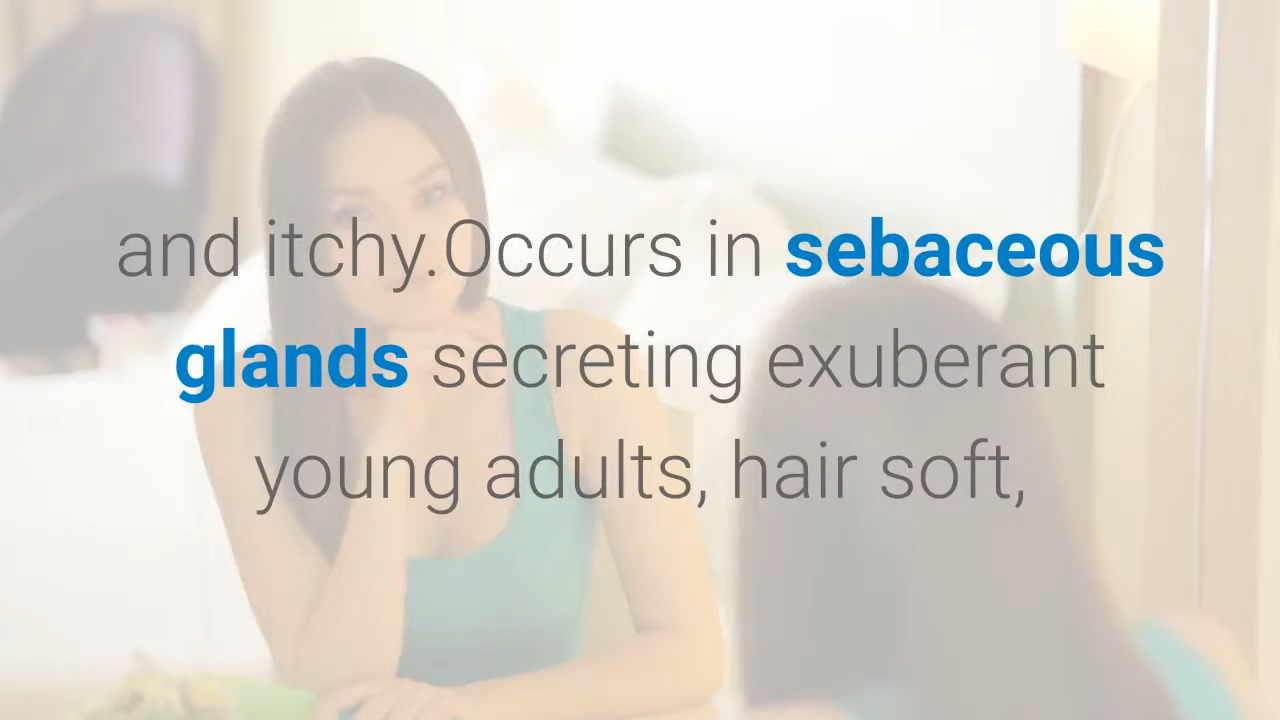 and itchy.Occurs in sebaceous
glands secreting exuberant
young adults, hair soft,